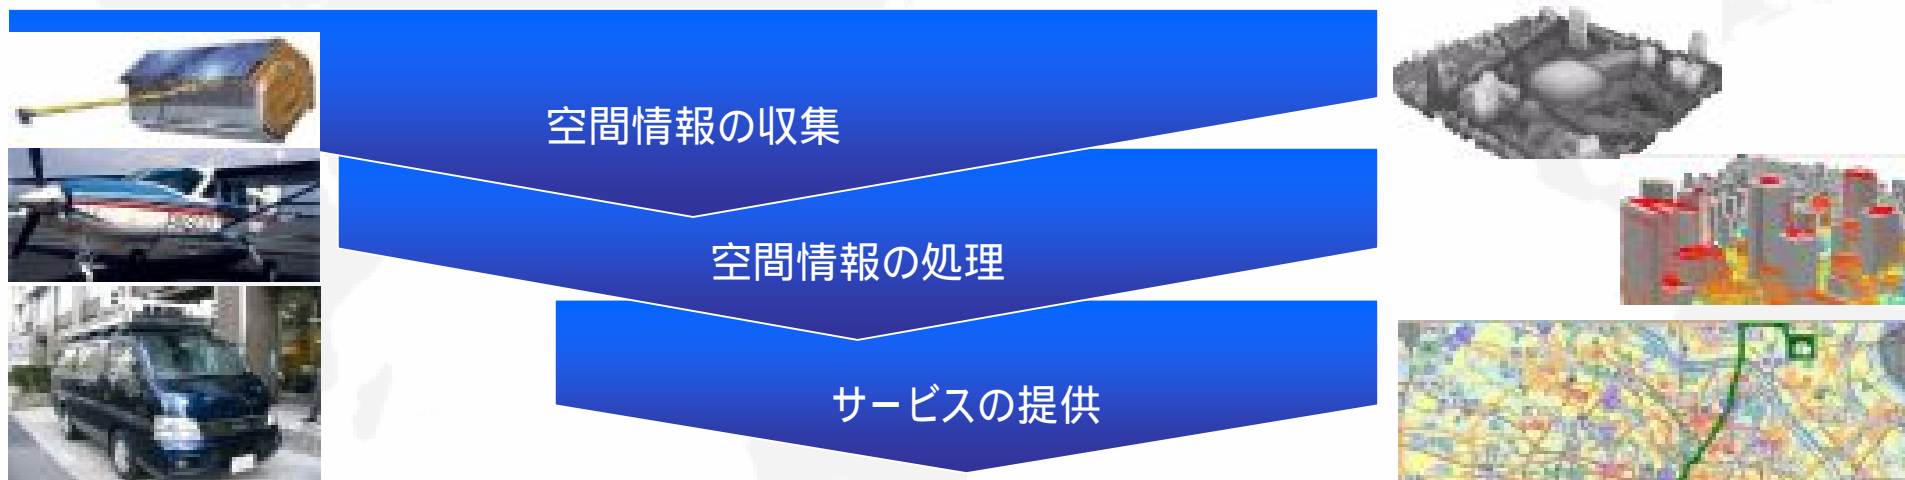 空間情報の収集
空間情報の処理
サービスの提供